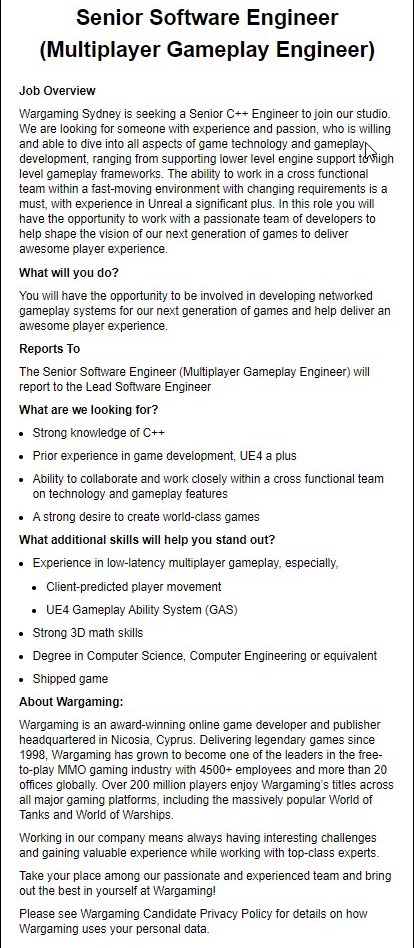 Senior Software Engineer
(Multiplayer Gameplay Engineer)
Job Overview
Wargaming Sydney is seeking a Senior C++ Engineer to join our studio.
We are looking for someone with experience and passion, who is willing
and able to dive into all aspects of game technology and gameplay
development, ranging from supporting lower level engine support to high
level gameplay frameworks. The ability to work in a cross functional
team within a fast-moving environment with changing requirements is a
must, with experience in Unreal a significant plus. In this role you will
have the opportunity to work with a passionate team of developers to
help shape the vision of our next generation of games to deliver
awesome player experience.
What will you do?
You will have the opportunity to be involved in developing networked
gameplay systems for our next generation of games and help deliver an
awesome player experience.
Reports To
The Senior Software Engineer (Multiplayer Gameplay Engineer) will
report to the Lead Software Engineer
What are we looking for?
• Strong knowledge of C++
• Prior experience in game development, UE4 a plus
• Ability to collaborate and work closely within a cross functional team
on technology and gameplay features
• A strong desire to create world-class games
What additional skills will help you stand out?
• Experience in low-latency multiplayer gameplay, especially,
• Client-predicted player movement
• UE4 Gameplay Ability System (GAS)
• Strong 3D math skills
• Degree in Computer Science, Computer Engineering or equivalent
• Shipped game
About Wargaming:
Wargaming is an award-winning online game developer and publisher
headquartered in Nicosia, Cyprus. Delivering legendary games since
1998, Wargaming has grown to become one of the leaders in the free-
to-play MMO gaming industry with 4500+ employees and more than 20
offices globally. Over 200 million players enjoy Wargaming's titles across
all major gaming platforms, including the massively popular World of
Tanks and World of Warships.
Working in our company means always having interesting challenges
and gaining valuable experience while working with top-class experts.
Take your place among our passionate and experienced team and bring
out the best in yourself at Wargaming!
Please see Wargaming Candidate Privacy Policy for details on how
Wargaming uses your personal data.